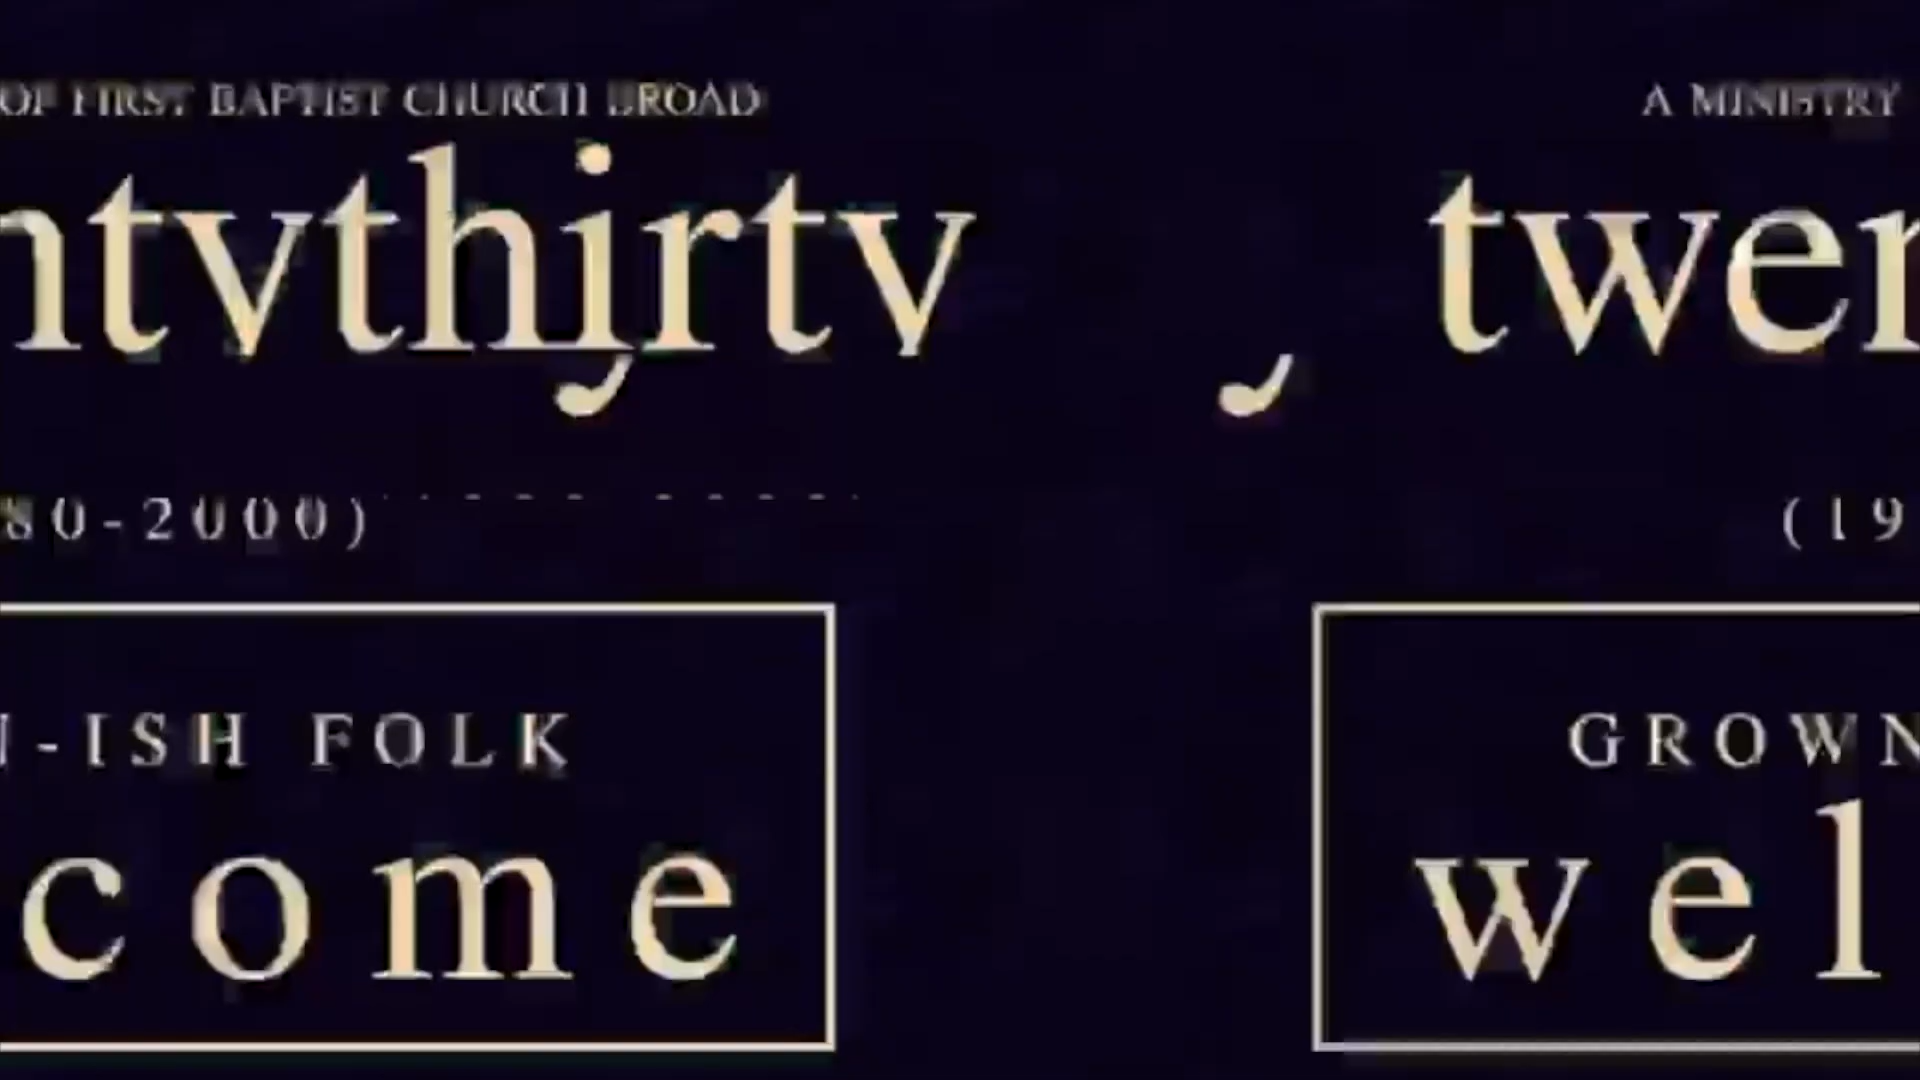 OF FIRST BAPTIST CHURCH BROAD A MINISTRY
ntythirty twen
80-2000) (19
N-ISH FOLK GROWN
come wel